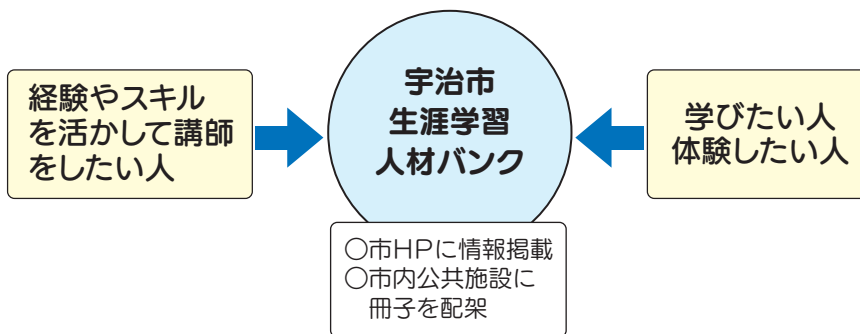 経験やスキル
を活かして講師
をしたい人
宇治市
生涯学習
人材バンク
学びたい人
体験したい人
○市HPに情報掲載
○市内公共施設に
冊子を配架